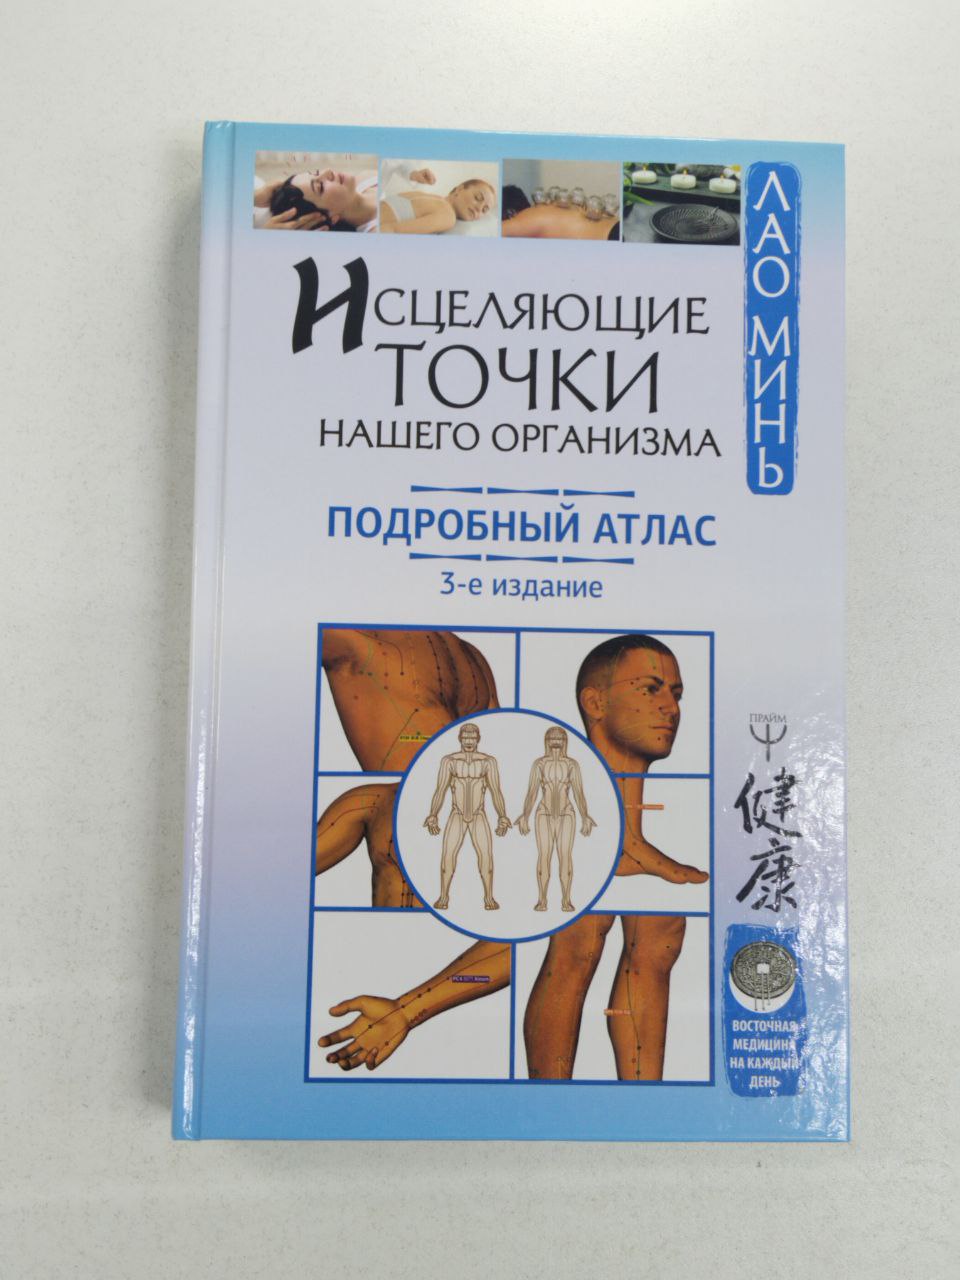 ИСЦЕЛЯЮЩИЕ
ТОЧКИ
НАШЕГО ОРГАНИЗМА
ПОДРОБНЫЙ АТЛАС
3-е издание
ЛАО МИНЬ
ПРАЙМ
健康
ВОСТОЧНАЯ
МЕДИЦИНА
НА КАЖДЫЙ
ДЕНЬ